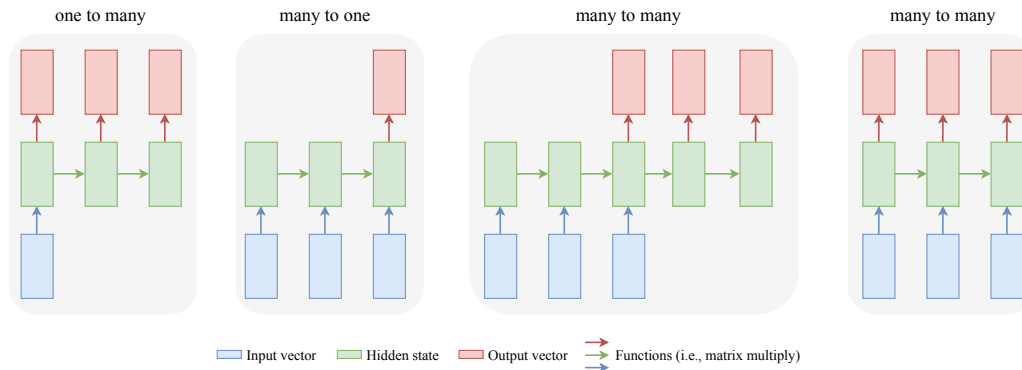 one to many
many to one
many to many
many to many
Input vector
Hidden state
Output vector
Functions (i.e., matrix multiply)